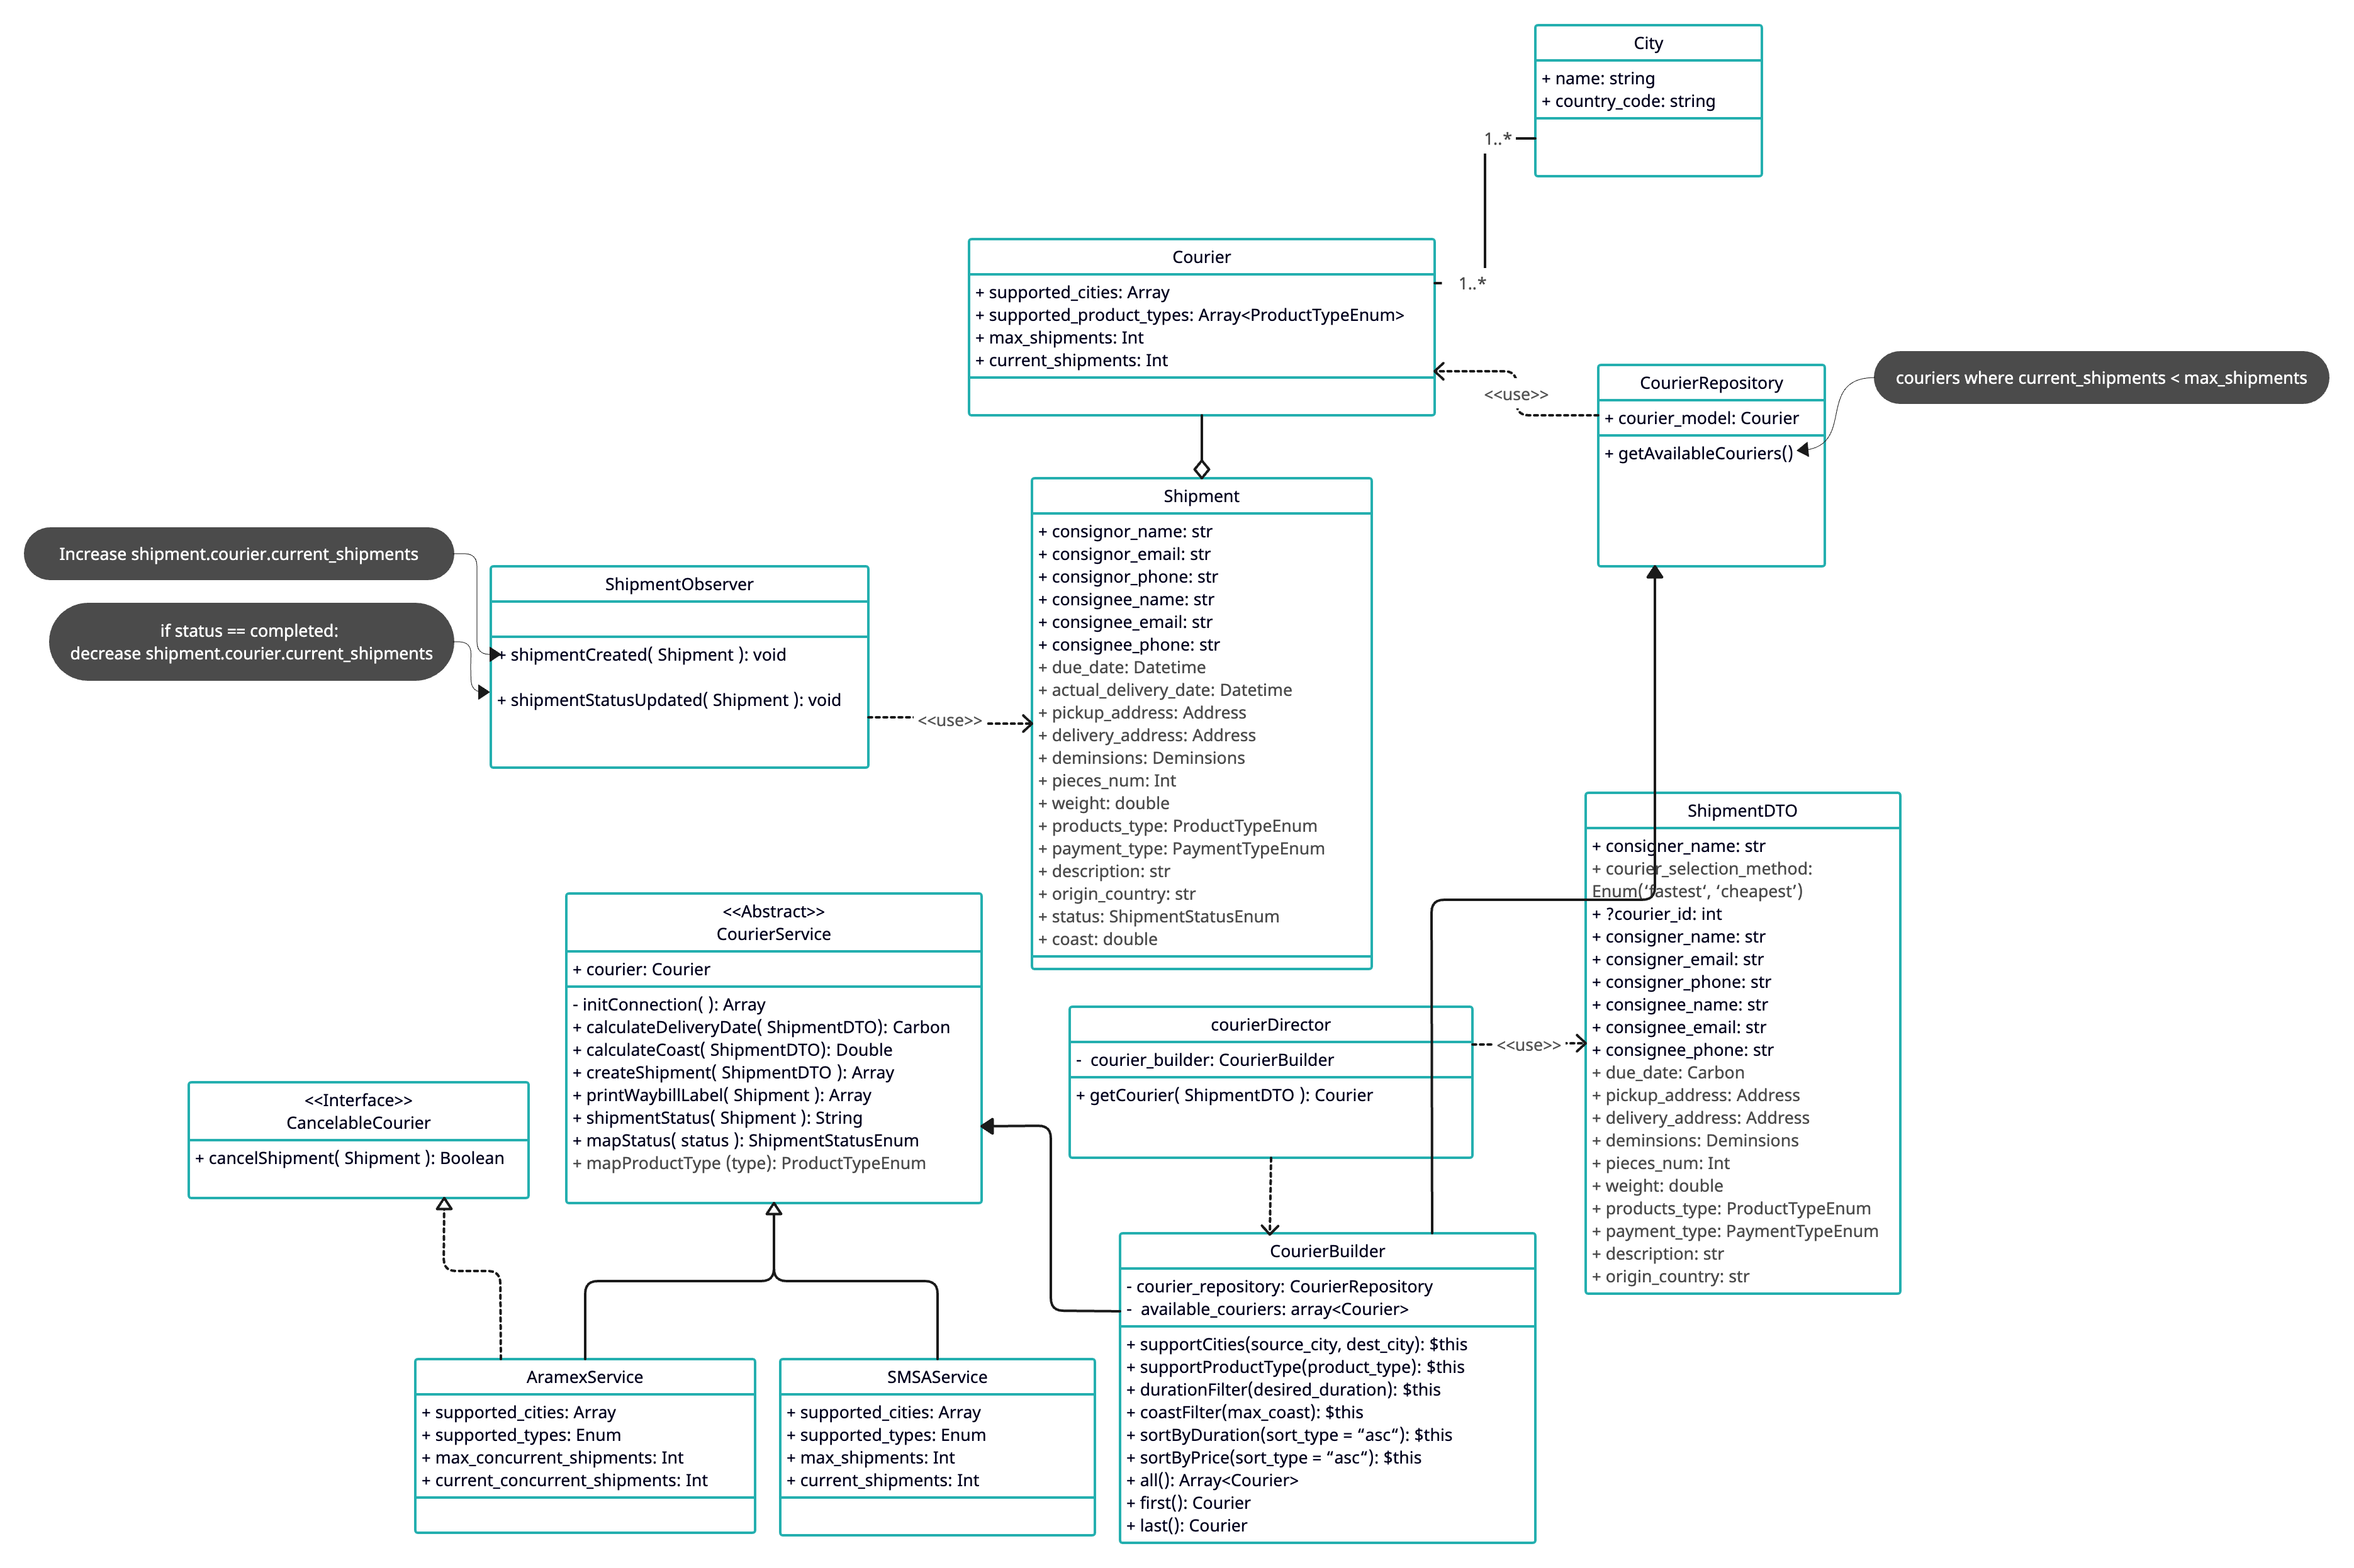 City
+ name: string
+ country_code: string
1..*
Courier
+ supported_cities: Array
+ supported_product_types: Array<ProductTypeEnum>
+ max_shipments: Int
+ current_shipments: Int
1..*
<<use>>
CourierRepository
+ courier_model: Courier
+ getAvailableCouriers()
couriers where current_shipments < max_shipments
Increase shipment.courier.current_shipments
if status == completed:
decrease shipment.courier.current_shipments
ShipmentObserver
+ shipmentCreated( Shipment ): void
+ shipmentStatusUpdated( Shipment ): void
<<use>>
Shipment
+ consignor_name: str
+ consignor_email: str
+ consignor_phone: str
+ consignee_name: str
+ consignee_email: str
+ consignee_phone: str
+ due_date: Datetime
+ actual_delivery_date: Datetime
+ pickup_address: Address
+ delivery_address: Address
+ deminsions: Deminsions
+ pieces_num: Int
+ weight: double
+ products_type: ProductTypeEnum
+ payment_type: PaymentTypeEnum
+ description: str
+ origin_country: str
+ status: ShipmentStatusEnum
+ coast: double
ShipmentDTO
+ consigner_name: str
+ courier_selection_method:
Enum(‘fastest‘, ‘cheapest’)
+ ?courier_id: int
+ consigner_name: str
+ consigner_email: str
+ consigner_phone: str
+ consignee_name: str
+ consignee_email: str
+ consignee_phone: str
+ due_date: Carbon
+ pickup_address: Address
+ delivery_address: Address
+ deminsions: Deminsions
+ pieces_num: Int
+ weight: double
+ products_type: ProductTypeEnum
+ payment_type: PaymentTypeEnum
+ description: str
+ origin_country: str
<<Abstract>>
CourierService
+ courier: Courier
- initConnection( ): Array
+ calculateDeliveryDate( ShipmentDTO): Carbon
+ calculateCoast( ShipmentDTO): Double
+ createShipment( ShipmentDTO ): Array
+ printWaybillLabel( Shipment ): Array
+ shipmentStatus( Shipment ): String
+ mapStatus( status ): ShipmentStatusEnum
+ mapProductType (type): ProductTypeEnum
courierDirector
- courier_builder: CourierBuilder
+ getCourier( ShipmentDTO ): Courier
<<use>>
<<Interface>>
CancelableCourier
+ cancelShipment( Shipment ): Boolean
CourierBuilder
- courier_repository: CourierRepository
- available_couriers: array<Courier>
+ supportCities(source_city, dest_city): $this
+ supportProductType(product_type): $this
+ durationFilter(desired_duration): $this
+ coastFilter(max_coast): $this
+ sortByDuration(sort_type = “asc“): $this
+ sortByPrice(sort_type = “asc“): $this
+ all(): Array<Courier>
+ first(): Courier
+ last(): Courier
AramexService
+ supported_cities: Array
+ supported_types: Enum
+ max_concurrent_shipments: Int
+ current_concurrent_shipments: Int
SMSAService
+ supported_cities: Array
+ supported_types: Enum
+ max_shipments: Int
+ current_shipments: Int